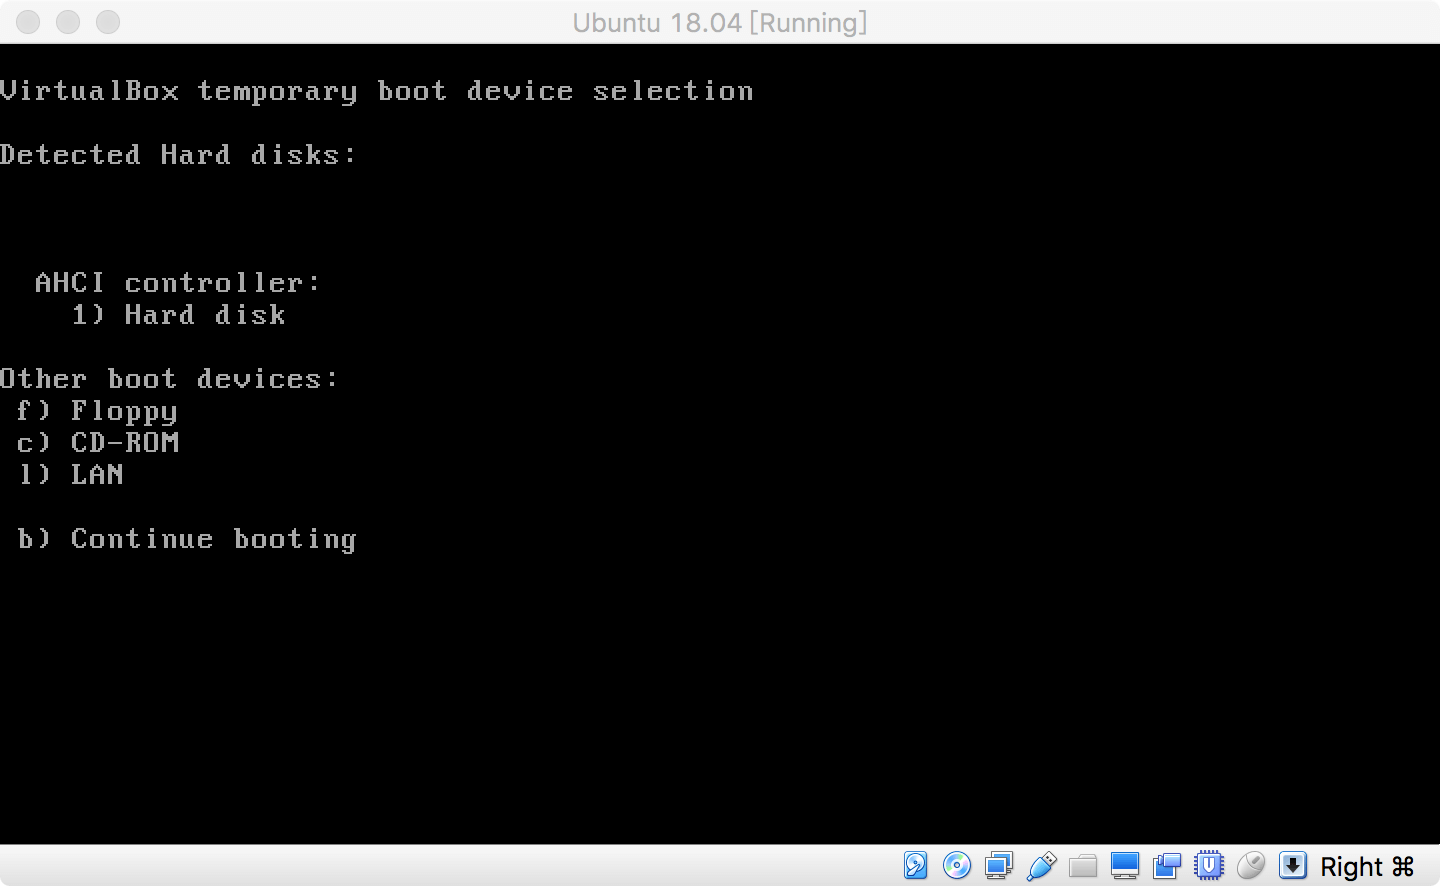 Ubuntu 18.04 [Running]
VirtualBox temporary boot device selection
Detected Hard disks:
AHCI controller:
1) Hard disk
Other boot devices:
f) Floppy
c) CD-ROM
l) LAN
b) Continue booting
Right ⌘